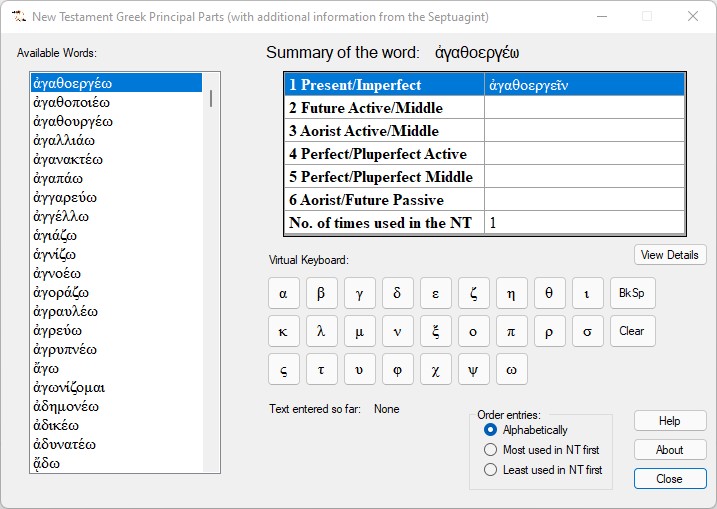 New Testament Greek Principal Parts (with additional information from the Septuagint)
Available Words:
ἀγαθοεργέω
ἀγαθοποιέω
ἀγαθουργέω
ἀγαλλιάω
ἀγανακτέω
ἀγαπάω
ἀγγαρεύω
ἀγγέλλω
ἁγιάζω
ἁγνίζω
ἀγνοέω
ἀγοράζω
ἀγραυλέω
ἀγρεύω
ἀγρυπνέω
ἄγω
ἀγωνίζομαι
ἀδημονέω
ἀδικέω
ἀδυνατέω
ᾄδω
Summary of the word: ἀγαθοεργέω
1 Present/Imperfect ἀγαθοεργεῖν
2 Future Active/Middle
3 Aorist Active/Middle
4 Perfect/Pluperfect Active
5 Perfect/Pluperfect Middle
6 Aorist/Future Passive
No. of times used in the NT 1
View Details
Virtual Keyboard:
α β γ δ ε ζ η θ ι BkSp
κ λ μ ν ξ ο π ρ σ Clear
ς τ υ φ χ ψ ω
Text entered so far: None
Order entries:
Alphabetically
Most used in NT first
Least used in NT first
Help
About
Close